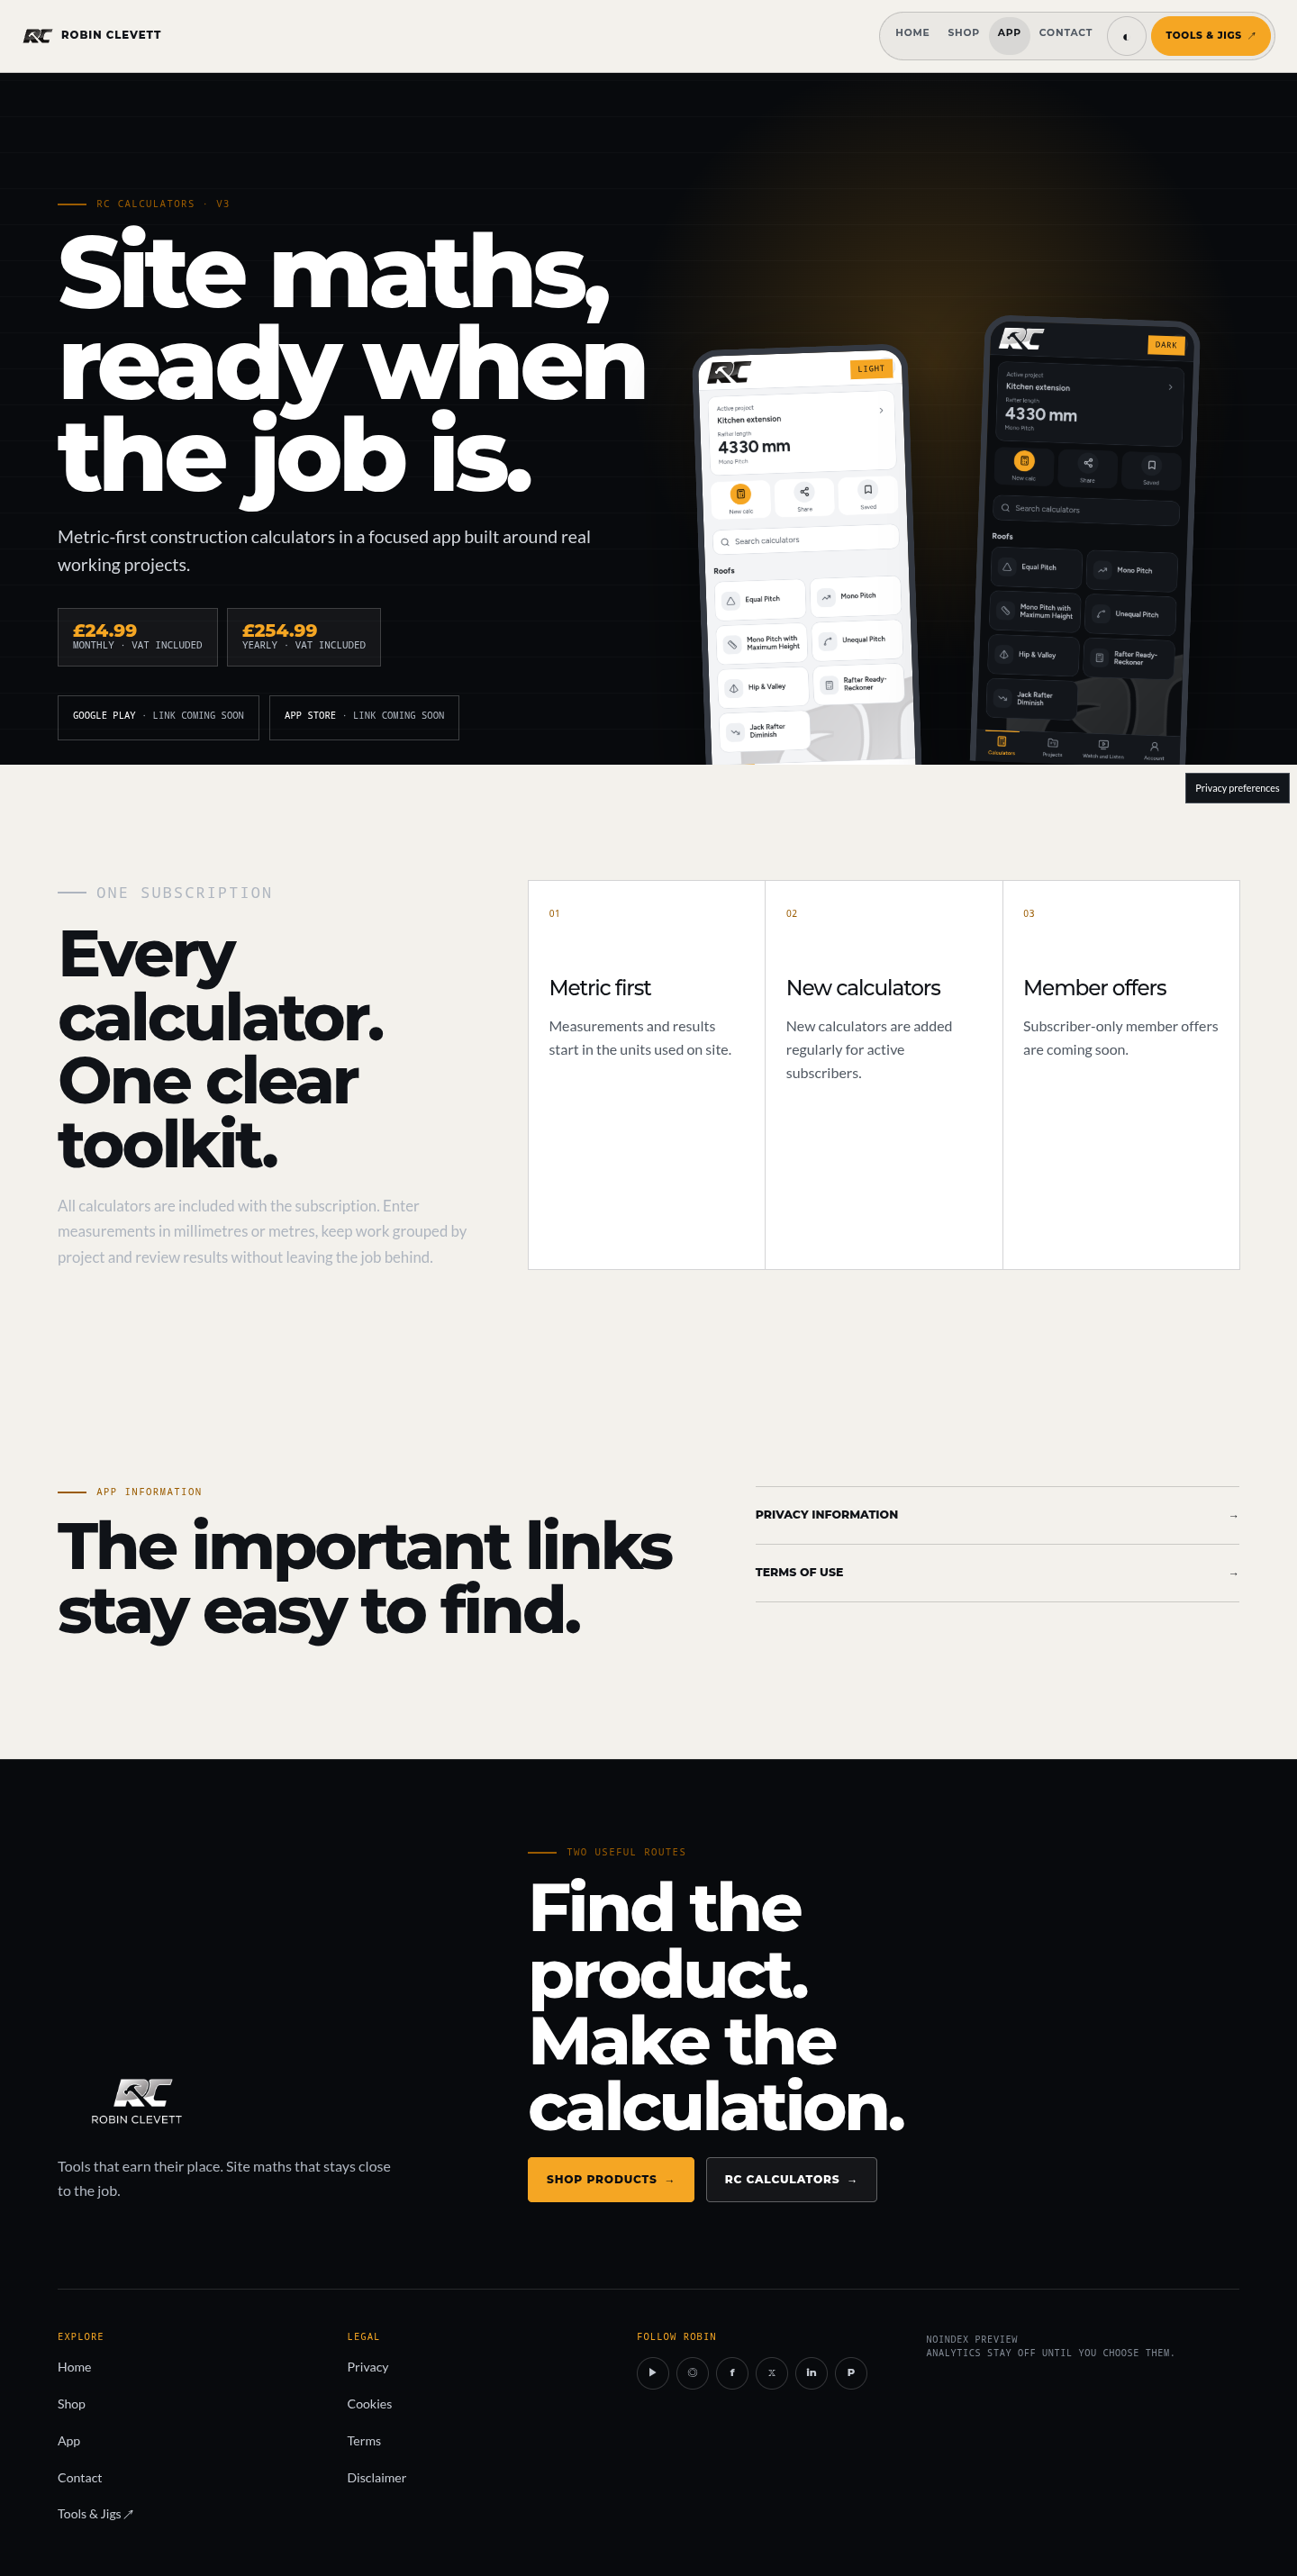 RC ROBIN CLEVETT
HOME SHOP APP CONTACT TOOLS & JIGS ↗
RC CALCULATORS · V3
Site maths,
ready when
the job is.
Metric-first construction calculators in a focused app built around real
working projects.
£24.99
MONTHLY · VAT INCLUDED
£254.99
YEARLY · VAT INCLUDED
GOOGLE PLAY · LINK COMING SOON
APP STORE · LINK COMING SOON
RC LIGHT
Active project
Kitchen extension
Rafter length
4330 mm
Mono Pitch
New calc Share Saved
Search calculators
Roofs
Equal Pitch Mono Pitch
Mono Pitch with
Maximum Height
Unequal Pitch
Hip & Valley
Rafter Ready-
Reckoner
Jack Rafter
Diminish
RC DARK
Active project
Kitchen extension
Rafter length
4330 mm
Mono Pitch
New calc Share Saved
Search calculators
Roofs
Equal Pitch Mono Pitch
Mono Pitch with
Maximum Height
Unequal Pitch
Hip & Valley
Rafter Ready-
Reckoner
Jack Rafter
Diminish
Calculators Projects Watch and Listen Account
Privacy preferences
ONE SUBSCRIPTION
Every
calculator.
One clear
toolkit.
All calculators are included with the subscription. Enter
measurements in millimetres or metres, keep work grouped by
project and review results without leaving the job behind.
01
Metric first
Measurements and results
start in the units used on site.
02
New calculators
New calculators are added
regularly for active
subscribers.
03
Member offers
Subscriber-only member offers
are coming soon.
APP INFORMATION
The important links
stay easy to find.
PRIVACY INFORMATION →
TERMS OF USE →
TWO USEFUL ROUTES
Find the
product.
Make the
calculation.
SHOP PRODUCTS →
RC CALCULATORS →
RC
ROBIN CLEVETT
Tools that earn their place. Site maths that stays close
to the job.
EXPLORE
Home
Shop
App
Contact
Tools & Jigs ↗
LEGAL
Privacy
Cookies
Terms
Disclaimer
FOLLOW ROBIN
f X in P
NOINDEX PREVIEW
ANALYTICS STAY OFF UNTIL YOU CHOOSE THEM.